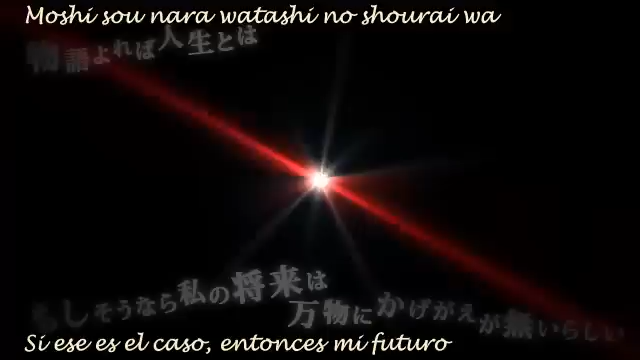 Moshi sou nara watashi no shourai wa
物語よれば人生とは
もしそうなら私の将来は
万物にかげがえが無いらしい
Si ese es el caso, entonces mi futuro